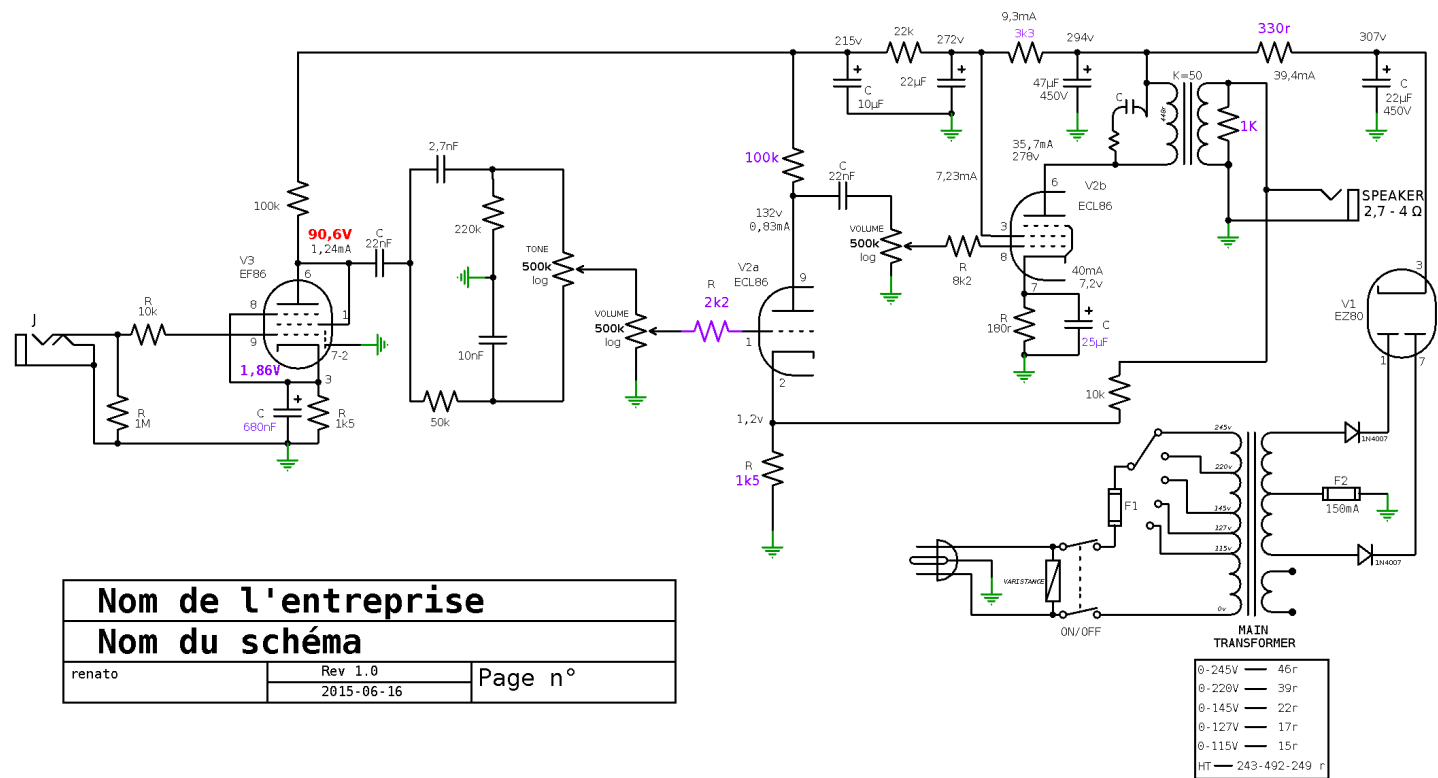 9,3mA
215v
22k
272v
3k3
294v
330r
307v
K=50
39,4mA
C
10µF
22µF
47µF
450V
C
448r
1K
C
22µF
450V
100k
2,7nF
220k
100k
C
22nF
35,7mA
278v
7,23mA
V2b
ECL86
6
SPEAKER
2,7 - 4 Ω
90,6V
1,24mA
C
22nF
132v
0,83mA
VOLUME
500k
log
3
8
R
8k2
40mA
7,2v
7
TONE
500k
log
V3
EF86
6
8
1
9
7-2
3
J
R
10k
1,86V
V2a
ECL86
9
1
2
R
2k2
VOLUME
500k
log
V1
EZ80
3
1
7
R
180r
C
25µF
10nF
50k
R
1M
C
680nF
R
1k5
1,2v
10k
R
1k5
245v
220v
145v
127v
115v
0v
1N4007
F2
150mA
1N4007
F1
VARISTANCE
ON/OFF
MAIN
TRANSFORMER
Nom de l'entreprise
Nom du schéma
renato
Rev 1.0
2015-06-16
Page n°
0-245V 46r
0-220V 39r
0-145V 22r
0-127V 17r
0-115V 15r
HT 243-492-249 r